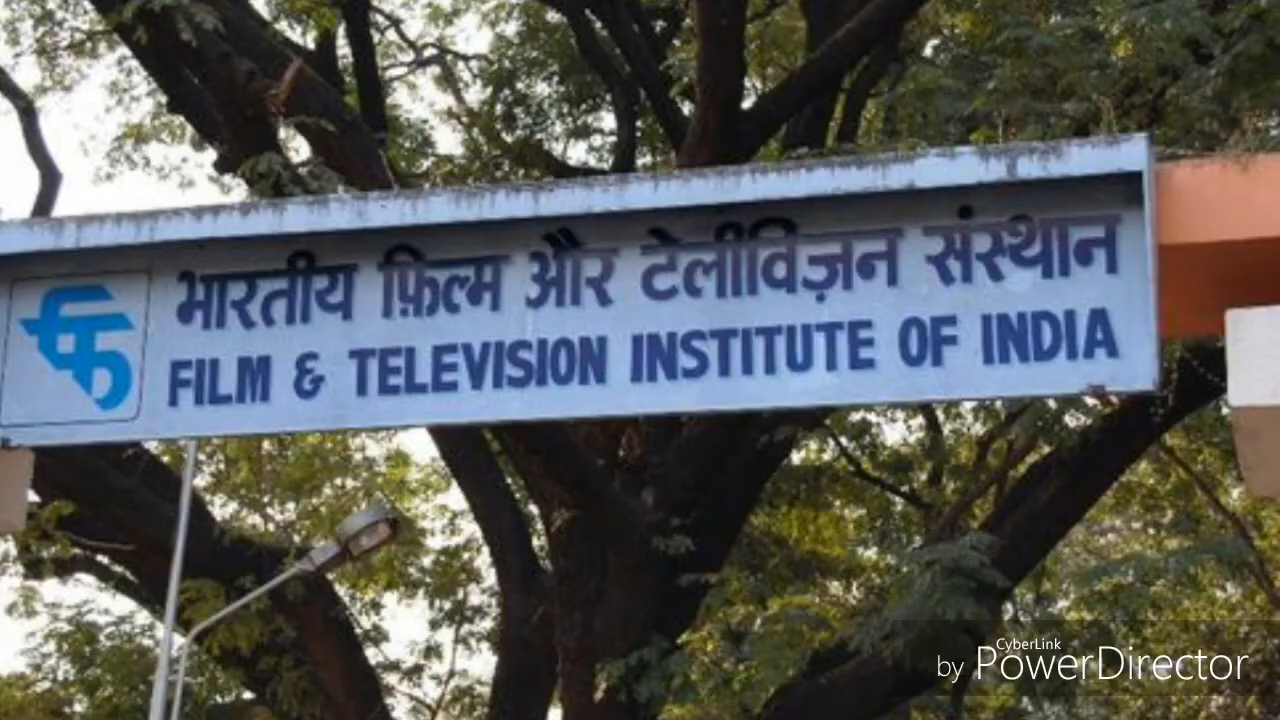 भारतीय फ़िल्म और टेलीविज़न संस्थान
FILM & TELEVISION INSTITUTE OF INDIA
CyberLink
by PowerDirector